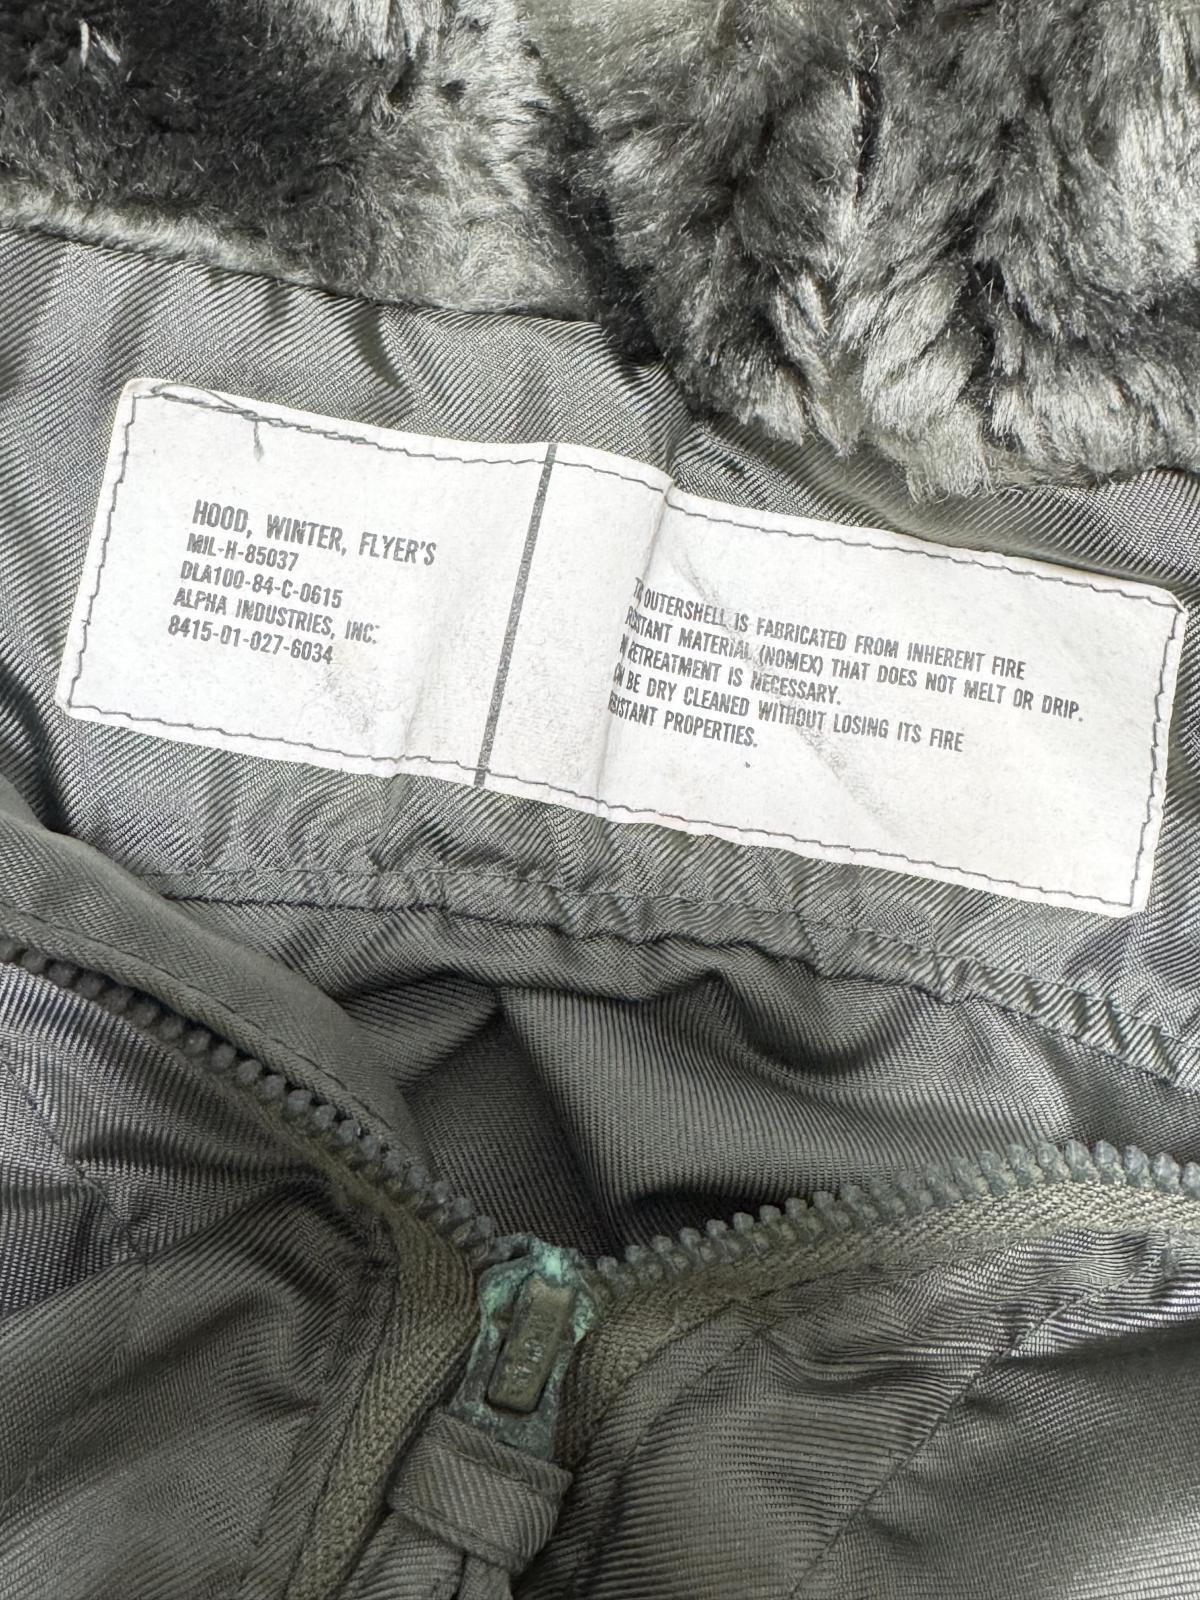 HOOD, WINTER, FLYER'S
MIL-H-85037
DLA100-84-C-0615
ALPHA INDUSTRIES, INC.
8415-01-027-6034
OUTERSHELL IS FABRICATED FROM INHERENT FIRE
MATERIAL (NOMEX) THAT DOES NOT MELT OR DRIP.
RETREATMENT IS NECESSARY.
BE DRY CLEANED WITHOUT LOSING ITS FIRE
PROPERTIES.